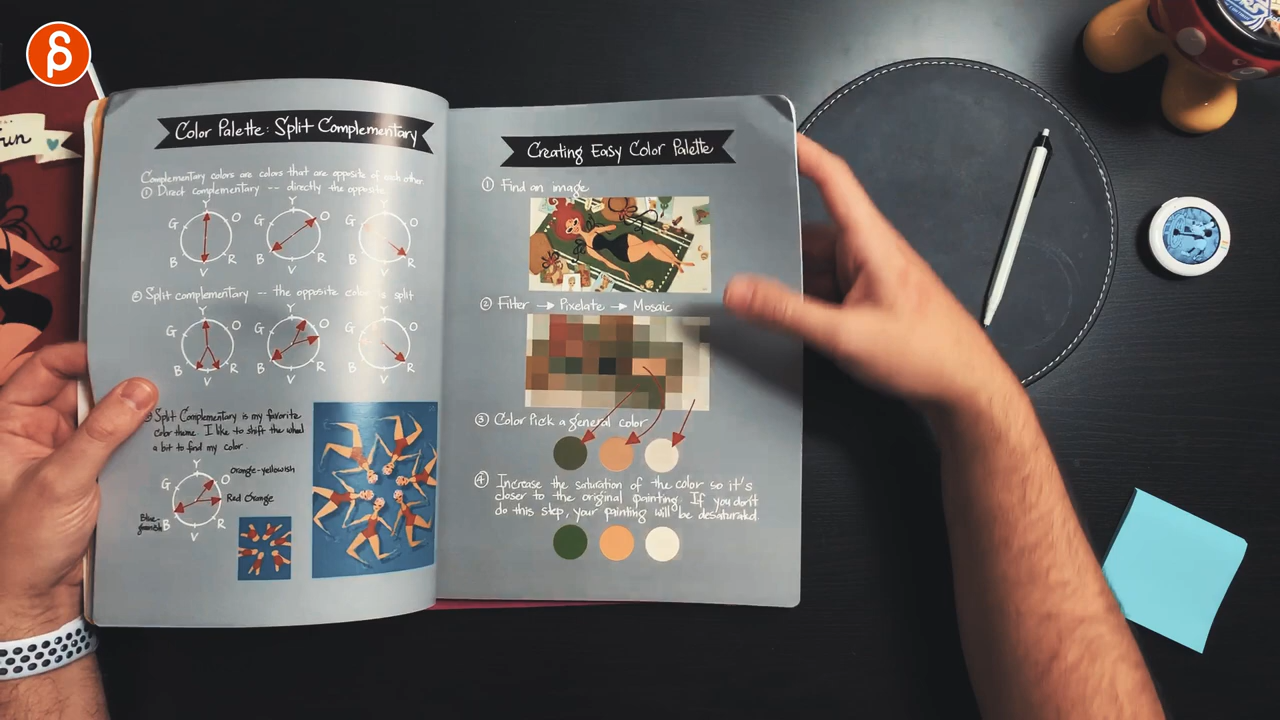 fun
Color Palette: Split Complementary
Complementary colors are colors that are opposite of each other.
① Direct complementary -- directly the opposite
Y
G O
B R
V
Y
G O
B R
V
Y
G O
B R
V
② Split complementary -- the opposite color is split
Y
G O
B R
V
Y
G O
B R
V
Y
G O
B R
V
Split Complementary is my favorite
color theme. I like to shift the wheel
a bit to find my color.
Y
G
B
V
Orange-yellowish
Red Orange
Blue-
greenish
Creating Easy Color Palette
① Find an image
② Filter → Pixelate → Mosaic
③ Color Pick a general color
④ Increase the saturation of the color so it's
closer to the original painting. If you don't
do this step, your painting will be desaturated.